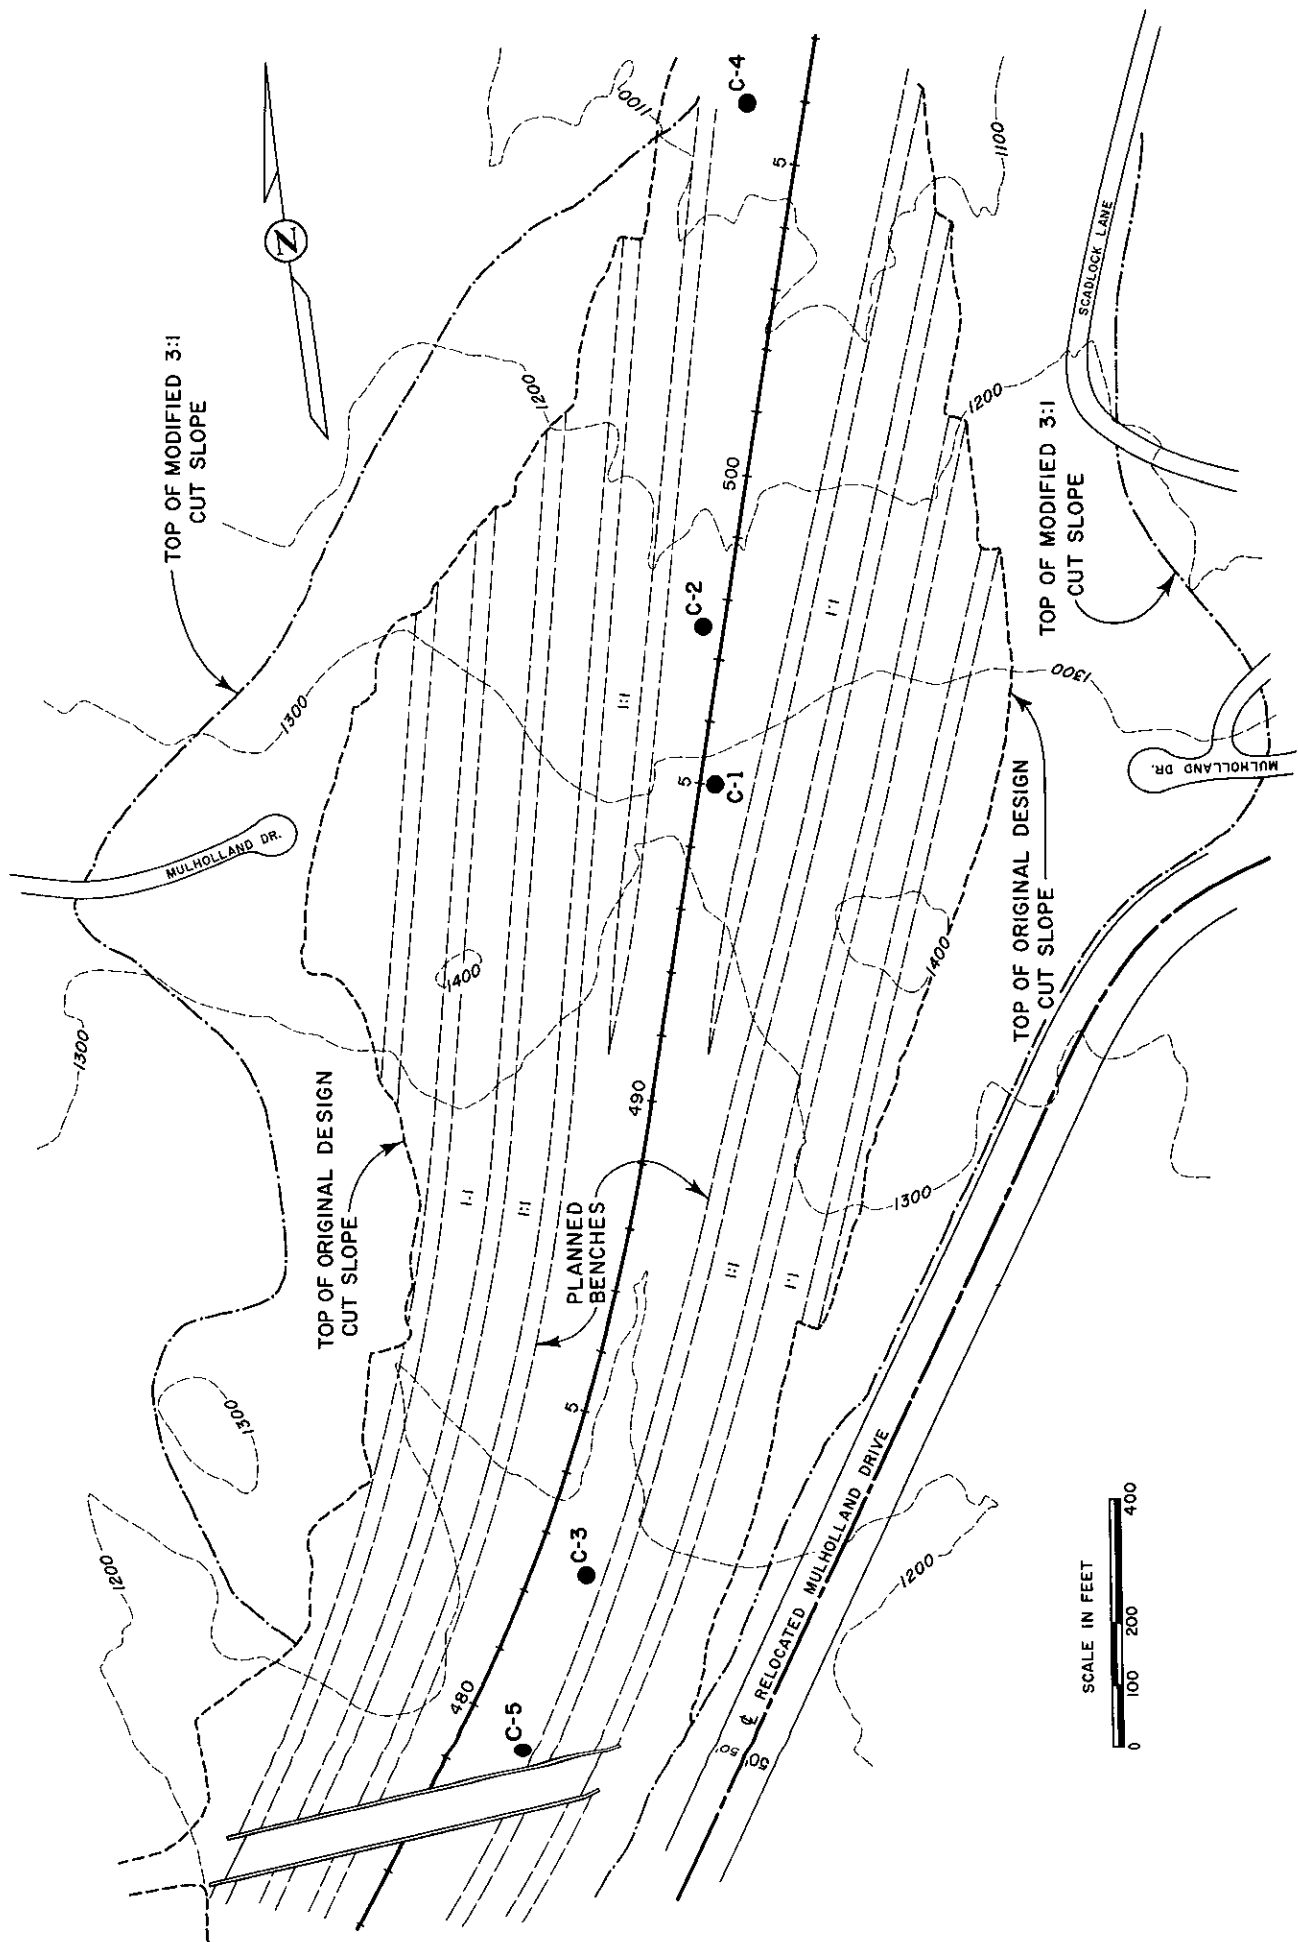 N
TOP OF MODIFIED 3:1
CUT SLOPE
1100
C-4
5
1100
1200
1200
SCADLOCK LANE
TOP OF MODIFIED 3:1
CUT SLOPE
500
C-2
1:1
1:1
1300
1300
5
C-1
MULHOLLAND DR.
MULHOLLAND DR.
1400
1400
TOP OF ORIGINAL DESIGN
CUT SLOPE
1300
490
TOP OF ORIGINAL DESIGN
CUT SLOPE
1:1
1:1
PLANNED
BENCHES
1300
1:1
1:1
1300
5
C-3
1200
1200
480
C-5
℄ RELOCATED MULHOLLAND DRIVE
50'
50'
SCALE IN FEET
0 100 200 400